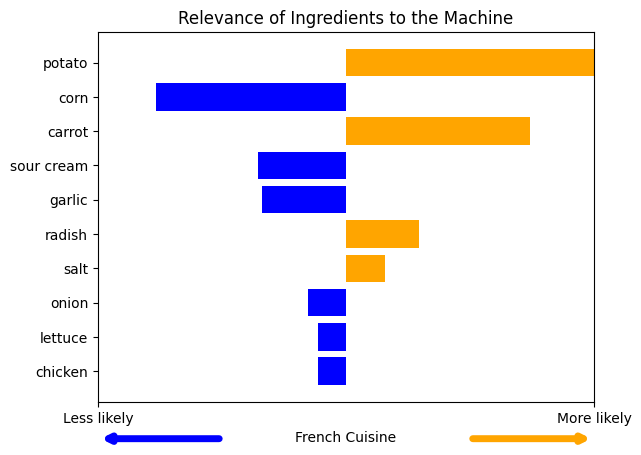 Relevance of Ingredients to the Machine
potato
corn
carrot
sour cream
garlic
radish
salt
onion
lettuce
chicken
Less likely
More likely
French Cuisine